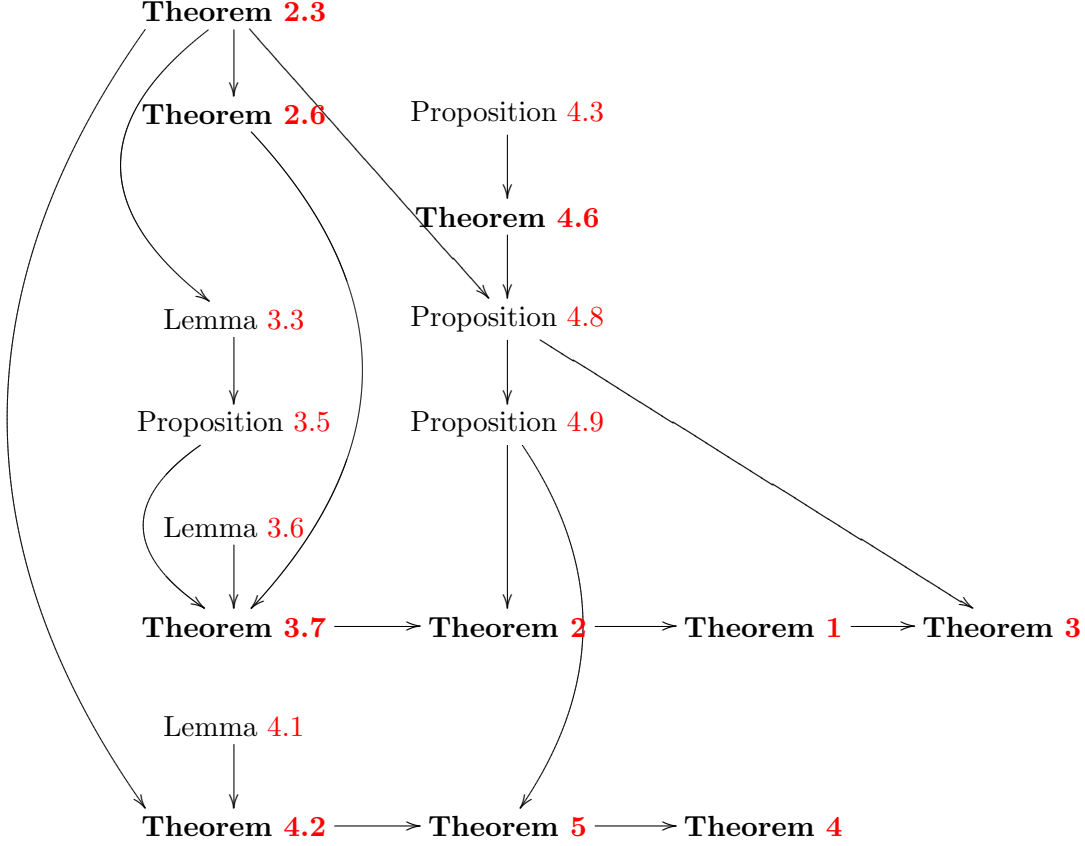 Theorem 2.3
Theorem 2.6
Proposition 4.3
Theorem 4.6
Lemma 3.3
Proposition 4.8
Proposition 3.5
Proposition 4.9
Lemma 3.6
Theorem 3.7
Theorem 2
Theorem 1
Theorem 3
Lemma 4.1
Theorem 4.2
Theorem 5
Theorem 4